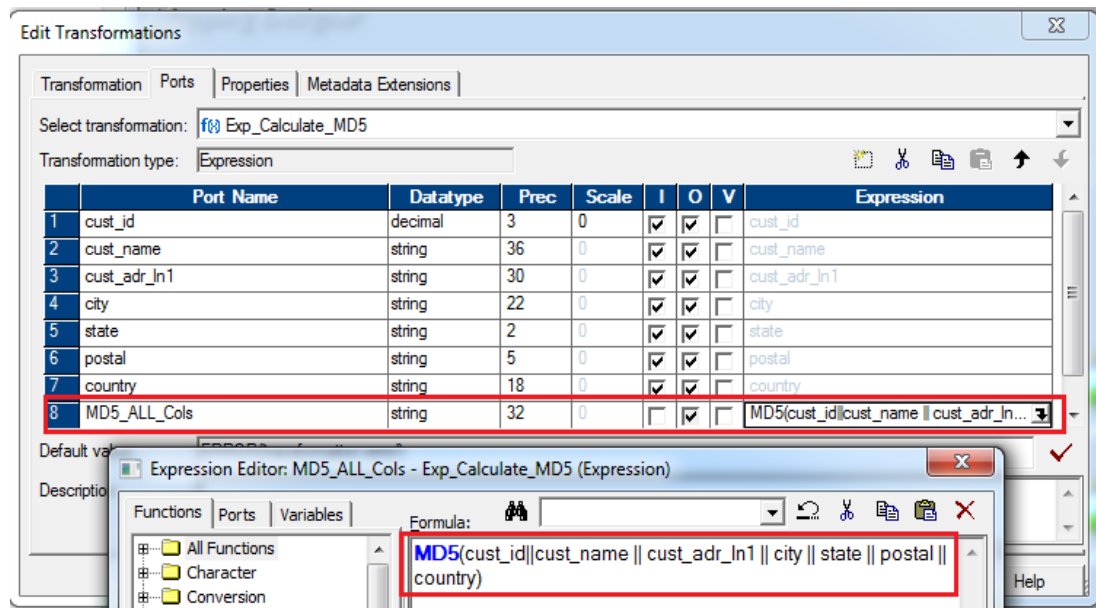 Edit Transformations
Transformation Ports Properties Metadata Extensions
Select transformation: f(x) Exp_Calculate_MD5
Transformation type: Expression
Port Name Datatype Prec Scale I O V Expression
1 cust_id decimal 3 0 cust_id
2 cust_name string 36 0 cust_name
3 cust_adr_ln1 string 30 0 cust_adr_ln1
4 city string 22 0 city
5 state string 2 0 state
6 postal string 5 0 postal
7 country string 18 0 country
8 MD5_ALL_Cols string 32 0 MD5(cust_id||cust_name || cust_adr_ln...
Default val
Expression Editor: MD5_ALL_Cols - Exp_Calculate_MD5 (Expression)
Descriptio
Functions Ports Variables
Formula:
All Functions
Character
Conversion
MD5(cust_id||cust_name || cust_adr_ln1 || city || state || postal ||
country)
Help